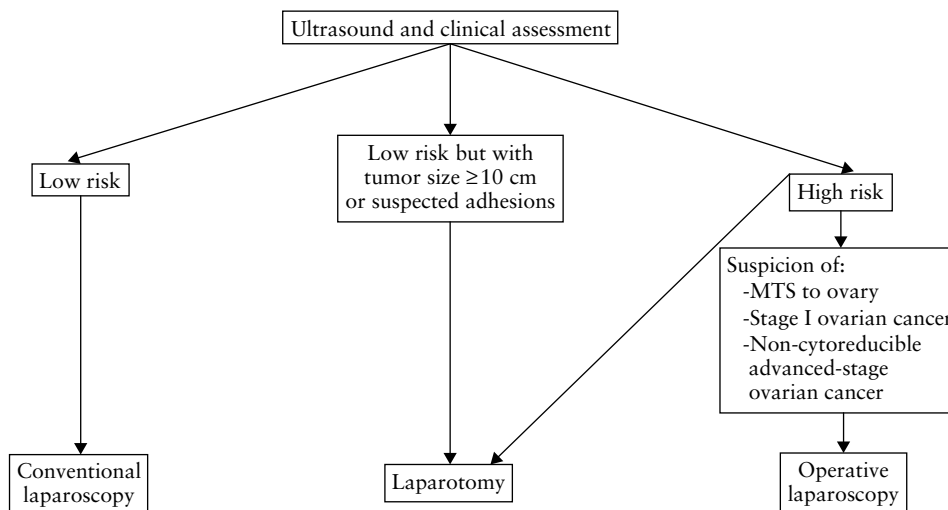 Ultrasound and clinical assessment
Low risk
Low risk but with
tumor size ≥10 cm
or suspected adhesions
High risk
Suspicion of:
-MTS to ovary
-Stage I ovarian cancer
-Non-cytoreducible
advanced-stage
ovarian cancer
Conventional
laparoscopy
Laparotomy
Operative
laparoscopy